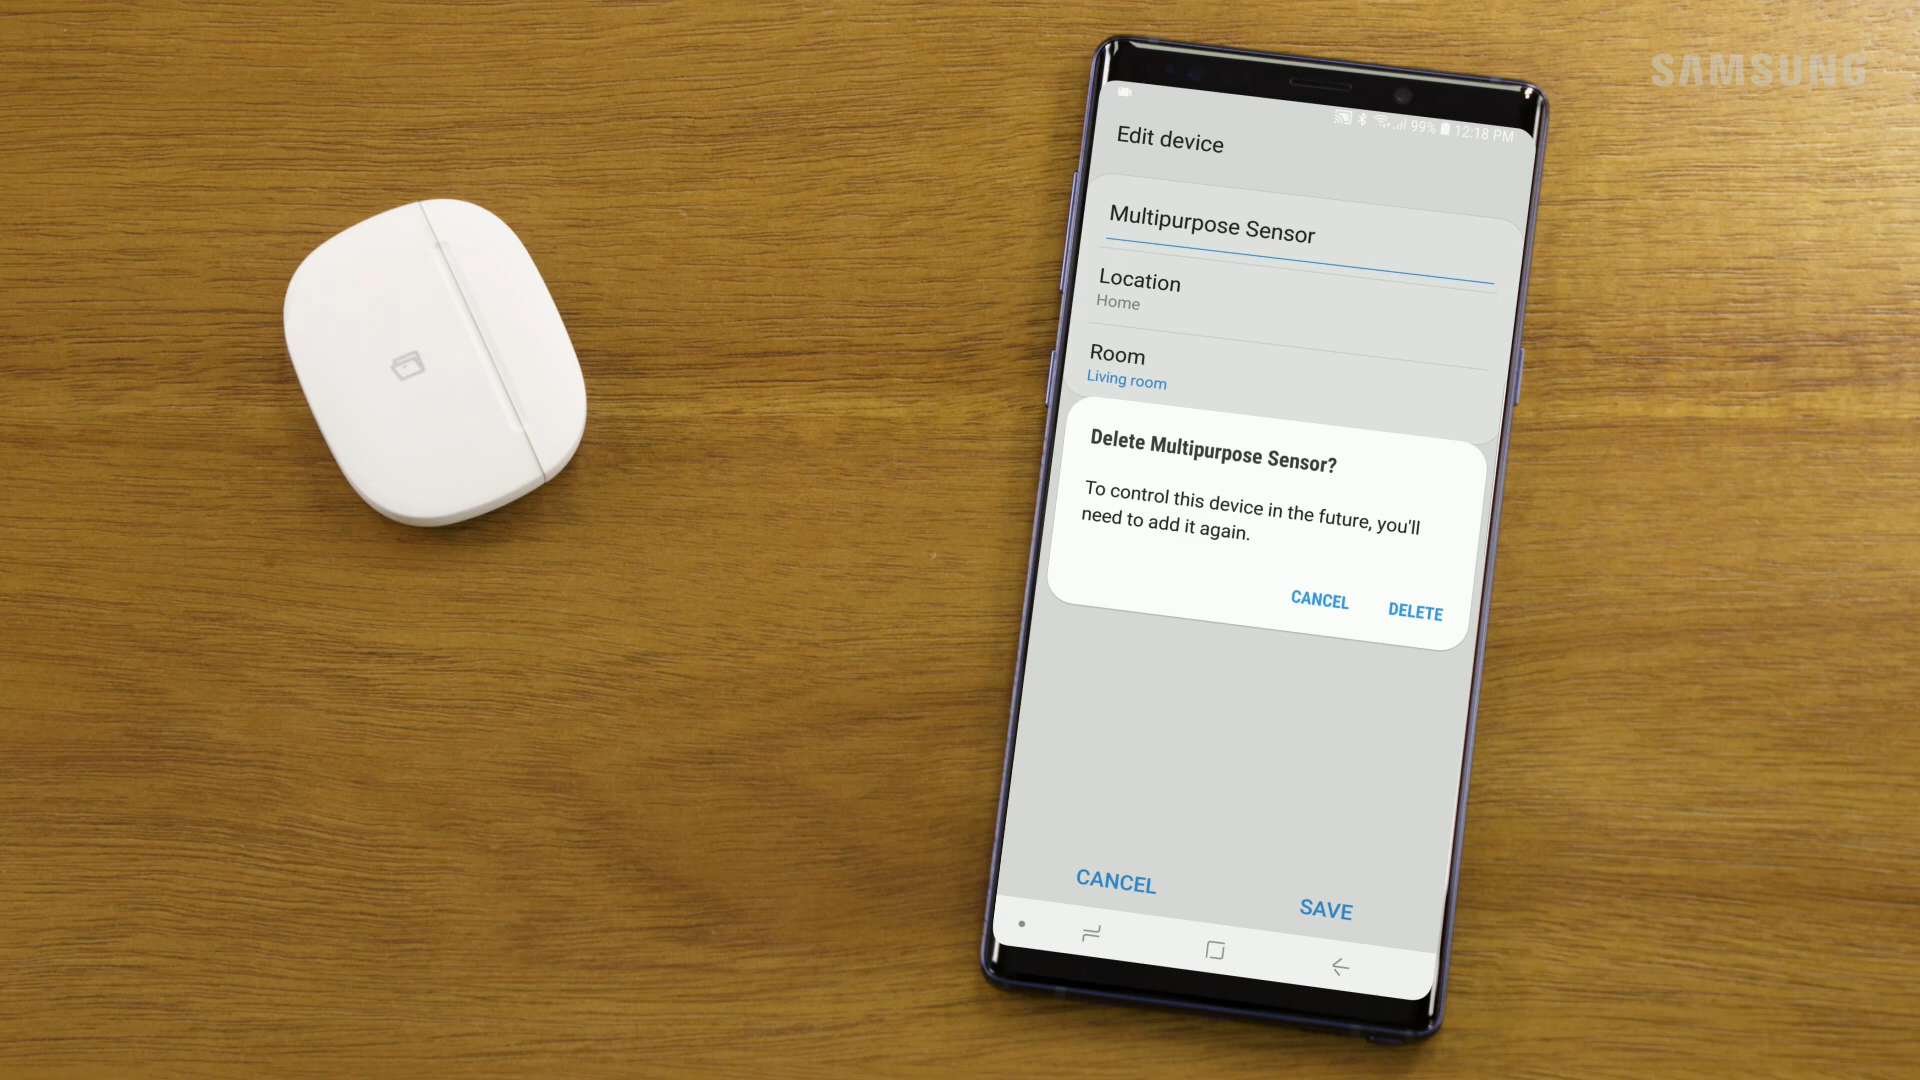 SAMSUNG
99% 12:18 PM
Edit device
Multipurpose Sensor
Location
Home
Room
Living room
Delete Multipurpose Sensor?
To control this device in the future, you'll
need to add it again.
CANCEL DELETE
CANCEL SAVE